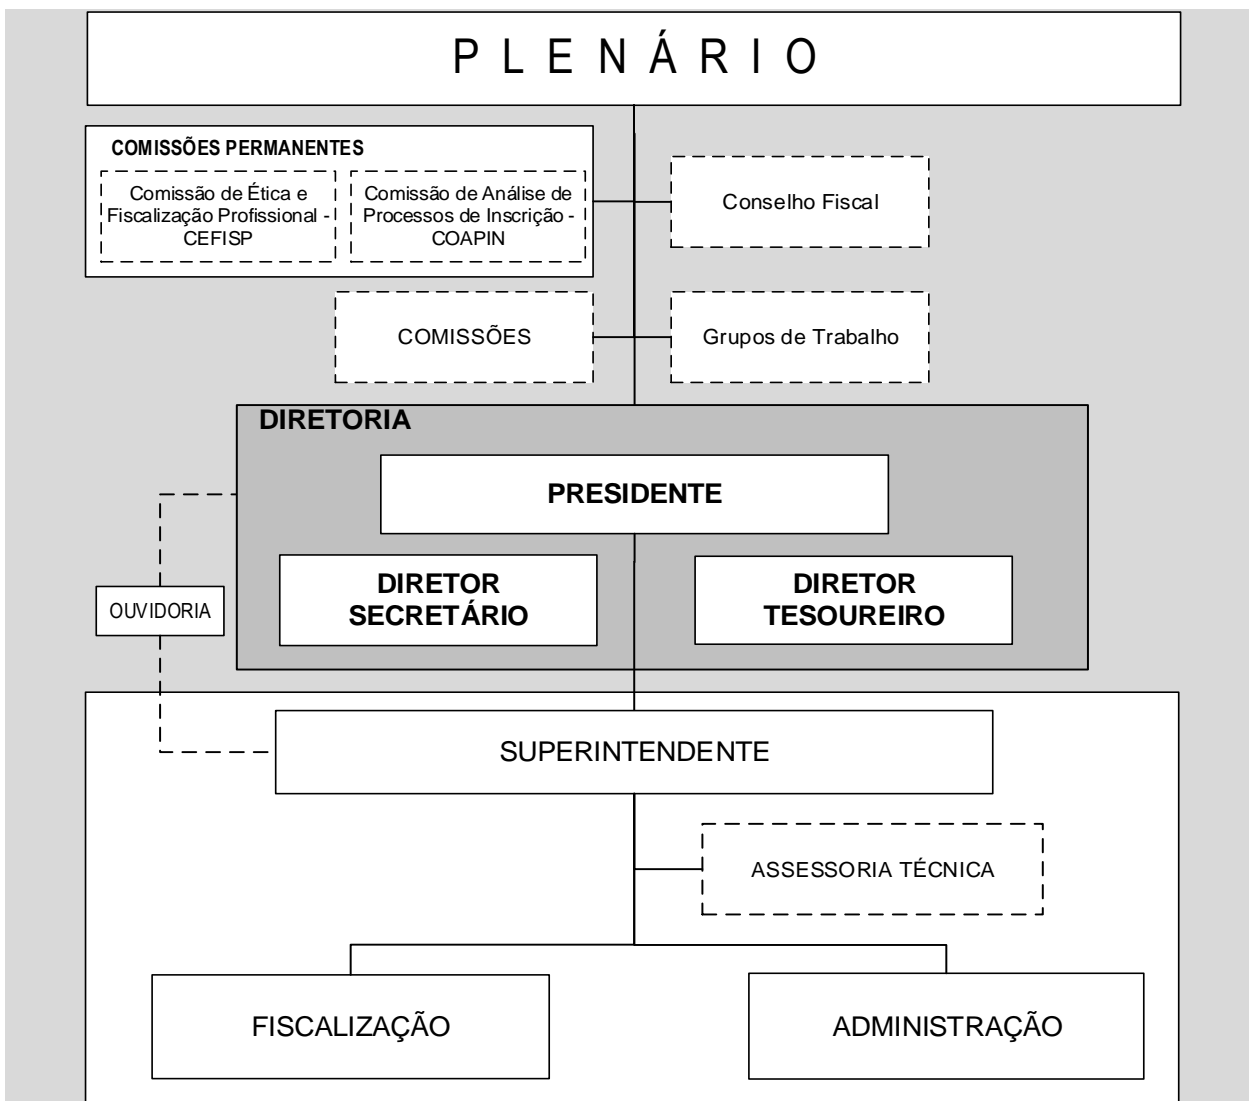 PLENÁRIO
COMISSÕES PERMANENTES
Comissão de Ética e
Fiscalização Profissional -
CEFISP
Comissão de Análise de
Processos de Inscrição -
COAPIN
Conselho Fiscal
COMISSÕES
Grupos de Trabalho
DIRETORIA
PRESIDENTE
DIRETOR
SECRETÁRIO
DIRETOR
TESOUREIRO
OUVIDORIA
SUPERINTENDENTE
ASSESSORIA TÉCNICA
FISCALIZAÇÃO
ADMINISTRAÇÃO